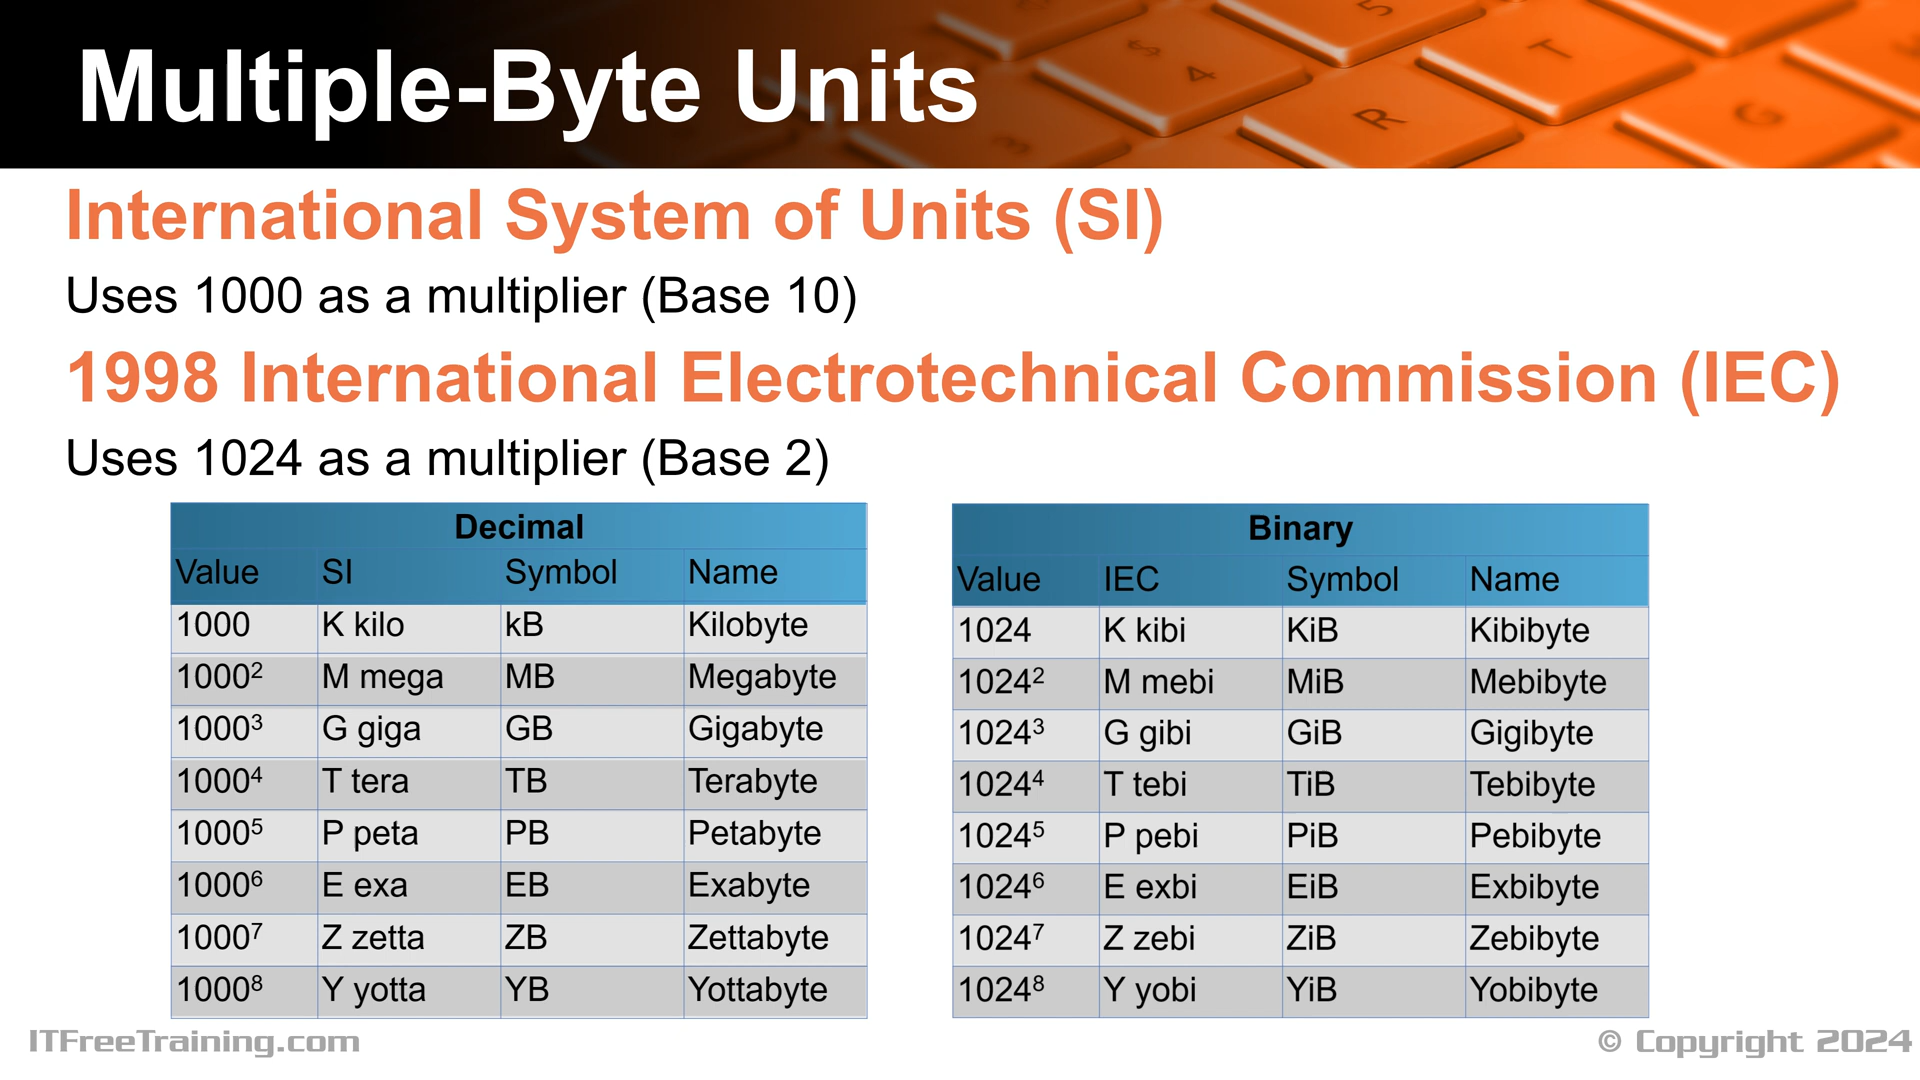 Multiple-Byte Units
International System of Units (SI)
Uses 1000 as a multiplier (Base 10)
1998 International Electrotechnical Commission (IEC)
Uses 1024 as a multiplier (Base 2)
Decimal
Value SI Symbol Name
1000 K kilo kB Kilobyte
1000² M mega MB Megabyte
1000³ G giga GB Gigabyte
1000⁴ T tera TB Terabyte
1000⁵ P peta PB Petabyte
1000⁶ E exa EB Exabyte
1000⁷ Z zetta ZB Zettabyte
1000⁸ Y yotta YB Yottabyte
Binary
Value IEC Symbol Name
1024 K kibi KiB Kibibyte
1024² M mebi MiB Mebibyte
1024³ G gibi GiB Gigibyte
1024⁴ T tebi TiB Tebibyte
1024⁵ P pebi PiB Pebibyte
1024⁶ E exbi EiB Exbibyte
1024⁷ Z zebi ZiB Zebibyte
1024⁸ Y yobi YiB Yobibyte
ITFreeTraining.com
© Copyright 2024